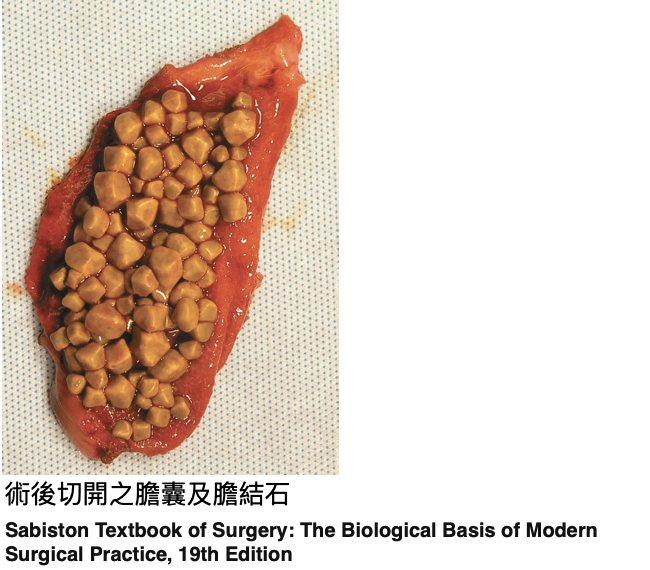 術後切開之膽囊及膽結石
Sabiston Textbook of Surgery: The Biological Basis of Modern
Surgical Practice, 19th Edition